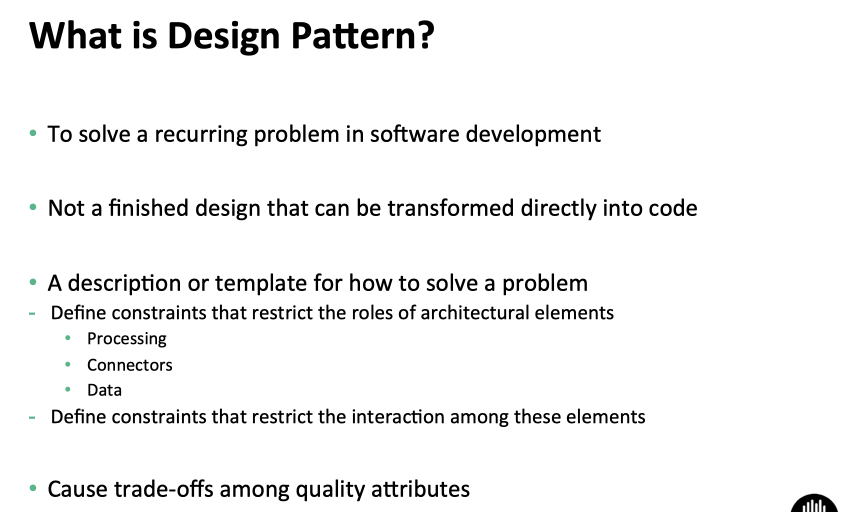 What is Design Pattern?
• To solve a recurring problem in software development
• Not a finished design that can be transformed directly into code
• A description or template for how to solve a problem
- Define constraints that restrict the roles of architectural elements
• Processing
• Connectors
• Data
- Define constraints that restrict the interaction among these elements
• Cause trade-offs among quality attributes